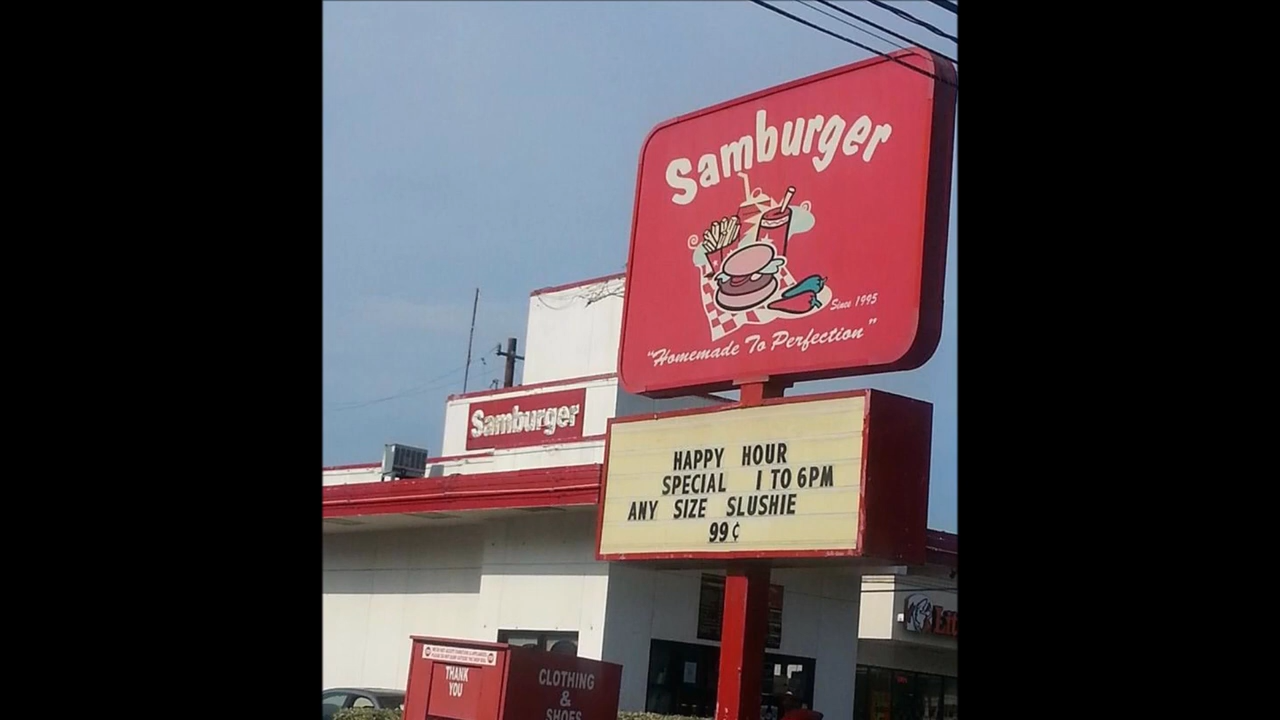 Samburger
Since 1995
"Homemade To Perfection"
Samburger
HAPPY HOUR
SPECIAL 1 TO 6PM
ANY SIZE SLUSHIE
99¢
THANK
YOU
CLOTHING
&
SHOES
Lit